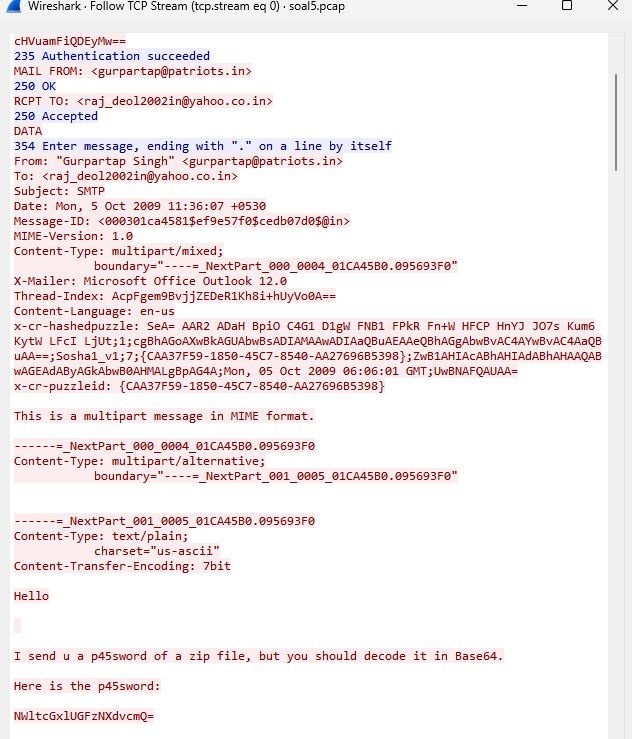 Wireshark · Follow TCP Stream (tcp.stream eq 0) · soal5.pcap
cHVuamFiQDEyMw==
235 Authentication succeeded
MAIL FROM: <gurpartap@patriots.in>
250 OK
RCPT TO: <raj_deol2002in@yahoo.co.in>
250 Accepted
DATA
354 Enter message, ending with "." on a line by itself
From: "Gurpartap Singh" <gurpartap@patriots.in>
To: <raj_deol2002in@yahoo.co.in>
Subject: SMTP
Date: Mon, 5 Oct 2009 11:36:07 +0530
Message-ID: <000301ca4581$ef9e57f0$cedb07d0$@in>
MIME-Version: 1.0
Content-Type: multipart/mixed;
boundary="----=_NextPart_000_0004_01CA45B0.095693F0"
X-Mailer: Microsoft Office Outlook 12.0
Thread-Index: AcpFgem9BvjjZEDeR1Kh8i+hUyVo0A==
Content-Language: en-us
x-cr-hashedpuzzle: SeA= AAR2 ADaH BpiO C4G1 D1gW FNB1 FPkR Fn+W HFCP HnYJ JO7s Kum6
KytW LFcI LjUt;1;cgBhAGoAXwBkAGUAbwBsADIAMAAwADIAaQBuAEAAeQBhAGgAbwBvAC4AYwBvAC4AaQB
uAA==;Sosha1_v1;7;{CAA37F59-1850-45C7-8540-AA27696B5398};ZwB1AHIAcABhAHIAdABhAHAAQAB
wAGEAdAByAGkAbwB0AHMALgBpAG4A;Mon, 05 Oct 2009 06:06:01 GMT;UwBNAFQAUAA=
x-cr-puzzleid: {CAA37F59-1850-45C7-8540-AA27696B5398}
This is a multipart message in MIME format.
------=_NextPart_000_0004_01CA45B0.095693F0
Content-Type: multipart/alternative;
boundary="----=_NextPart_001_0005_01CA45B0.095693F0"
------=_NextPart_001_0005_01CA45B0.095693F0
Content-Type: text/plain;
charset="us-ascii"
Content-Transfer-Encoding: 7bit
Hello
I send u a p45sword of a zip file, but you should decode it in Base64.
Here is the p45sword:
NWltcGxlUGFzNXdvcmQ=